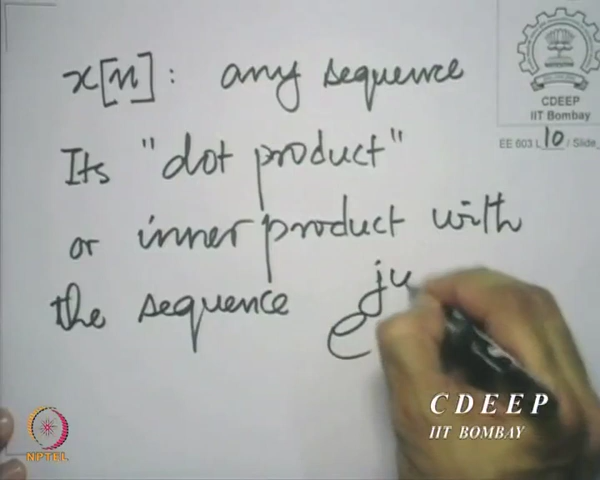 x[n]: any sequence
Its "dot product"
or inner product with
the sequence e^j
CDEEP
IIT Bombay
EE 603 L 10 / Slide
CDEEP
IIT BOMBAY
NPTEL